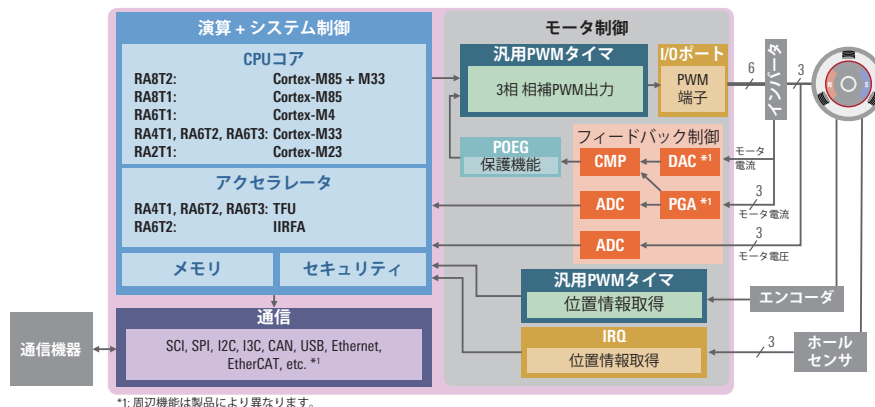 演算 + システム制御
CPUコア
RA8T2: Cortex-M85 + M33
RA8T1: Cortex-M85
RA6T1: Cortex-M4
RA4T1, RA6T2, RA6T3: Cortex-M33
RA2T1: Cortex-M23
アクセラレータ
RA4T1, RA6T2, RA6T3: TFU
RA6T2: IIRFA
メモリ
セキュリティ
通信機器
通信
SCI, SPI, I2C, I3C, CAN, USB, Ethernet,
EtherCAT, etc. *1
モータ制御
汎用PWMタイマ
3相 相補PWM出力
I/Oポート
PWM
端子
6
インバータ
3
POEG
保護機能
フィードバック制御
CMP
DAC *1
モータ
電流
ADC
PGA *1
3
モータ電流
ADC
3
モータ電圧
汎用PWMタイマ
位置情報取得
エンコーダ
IRQ
位置情報取得
3
ホール
センサ
*1: 周辺機能は製品により異なります。